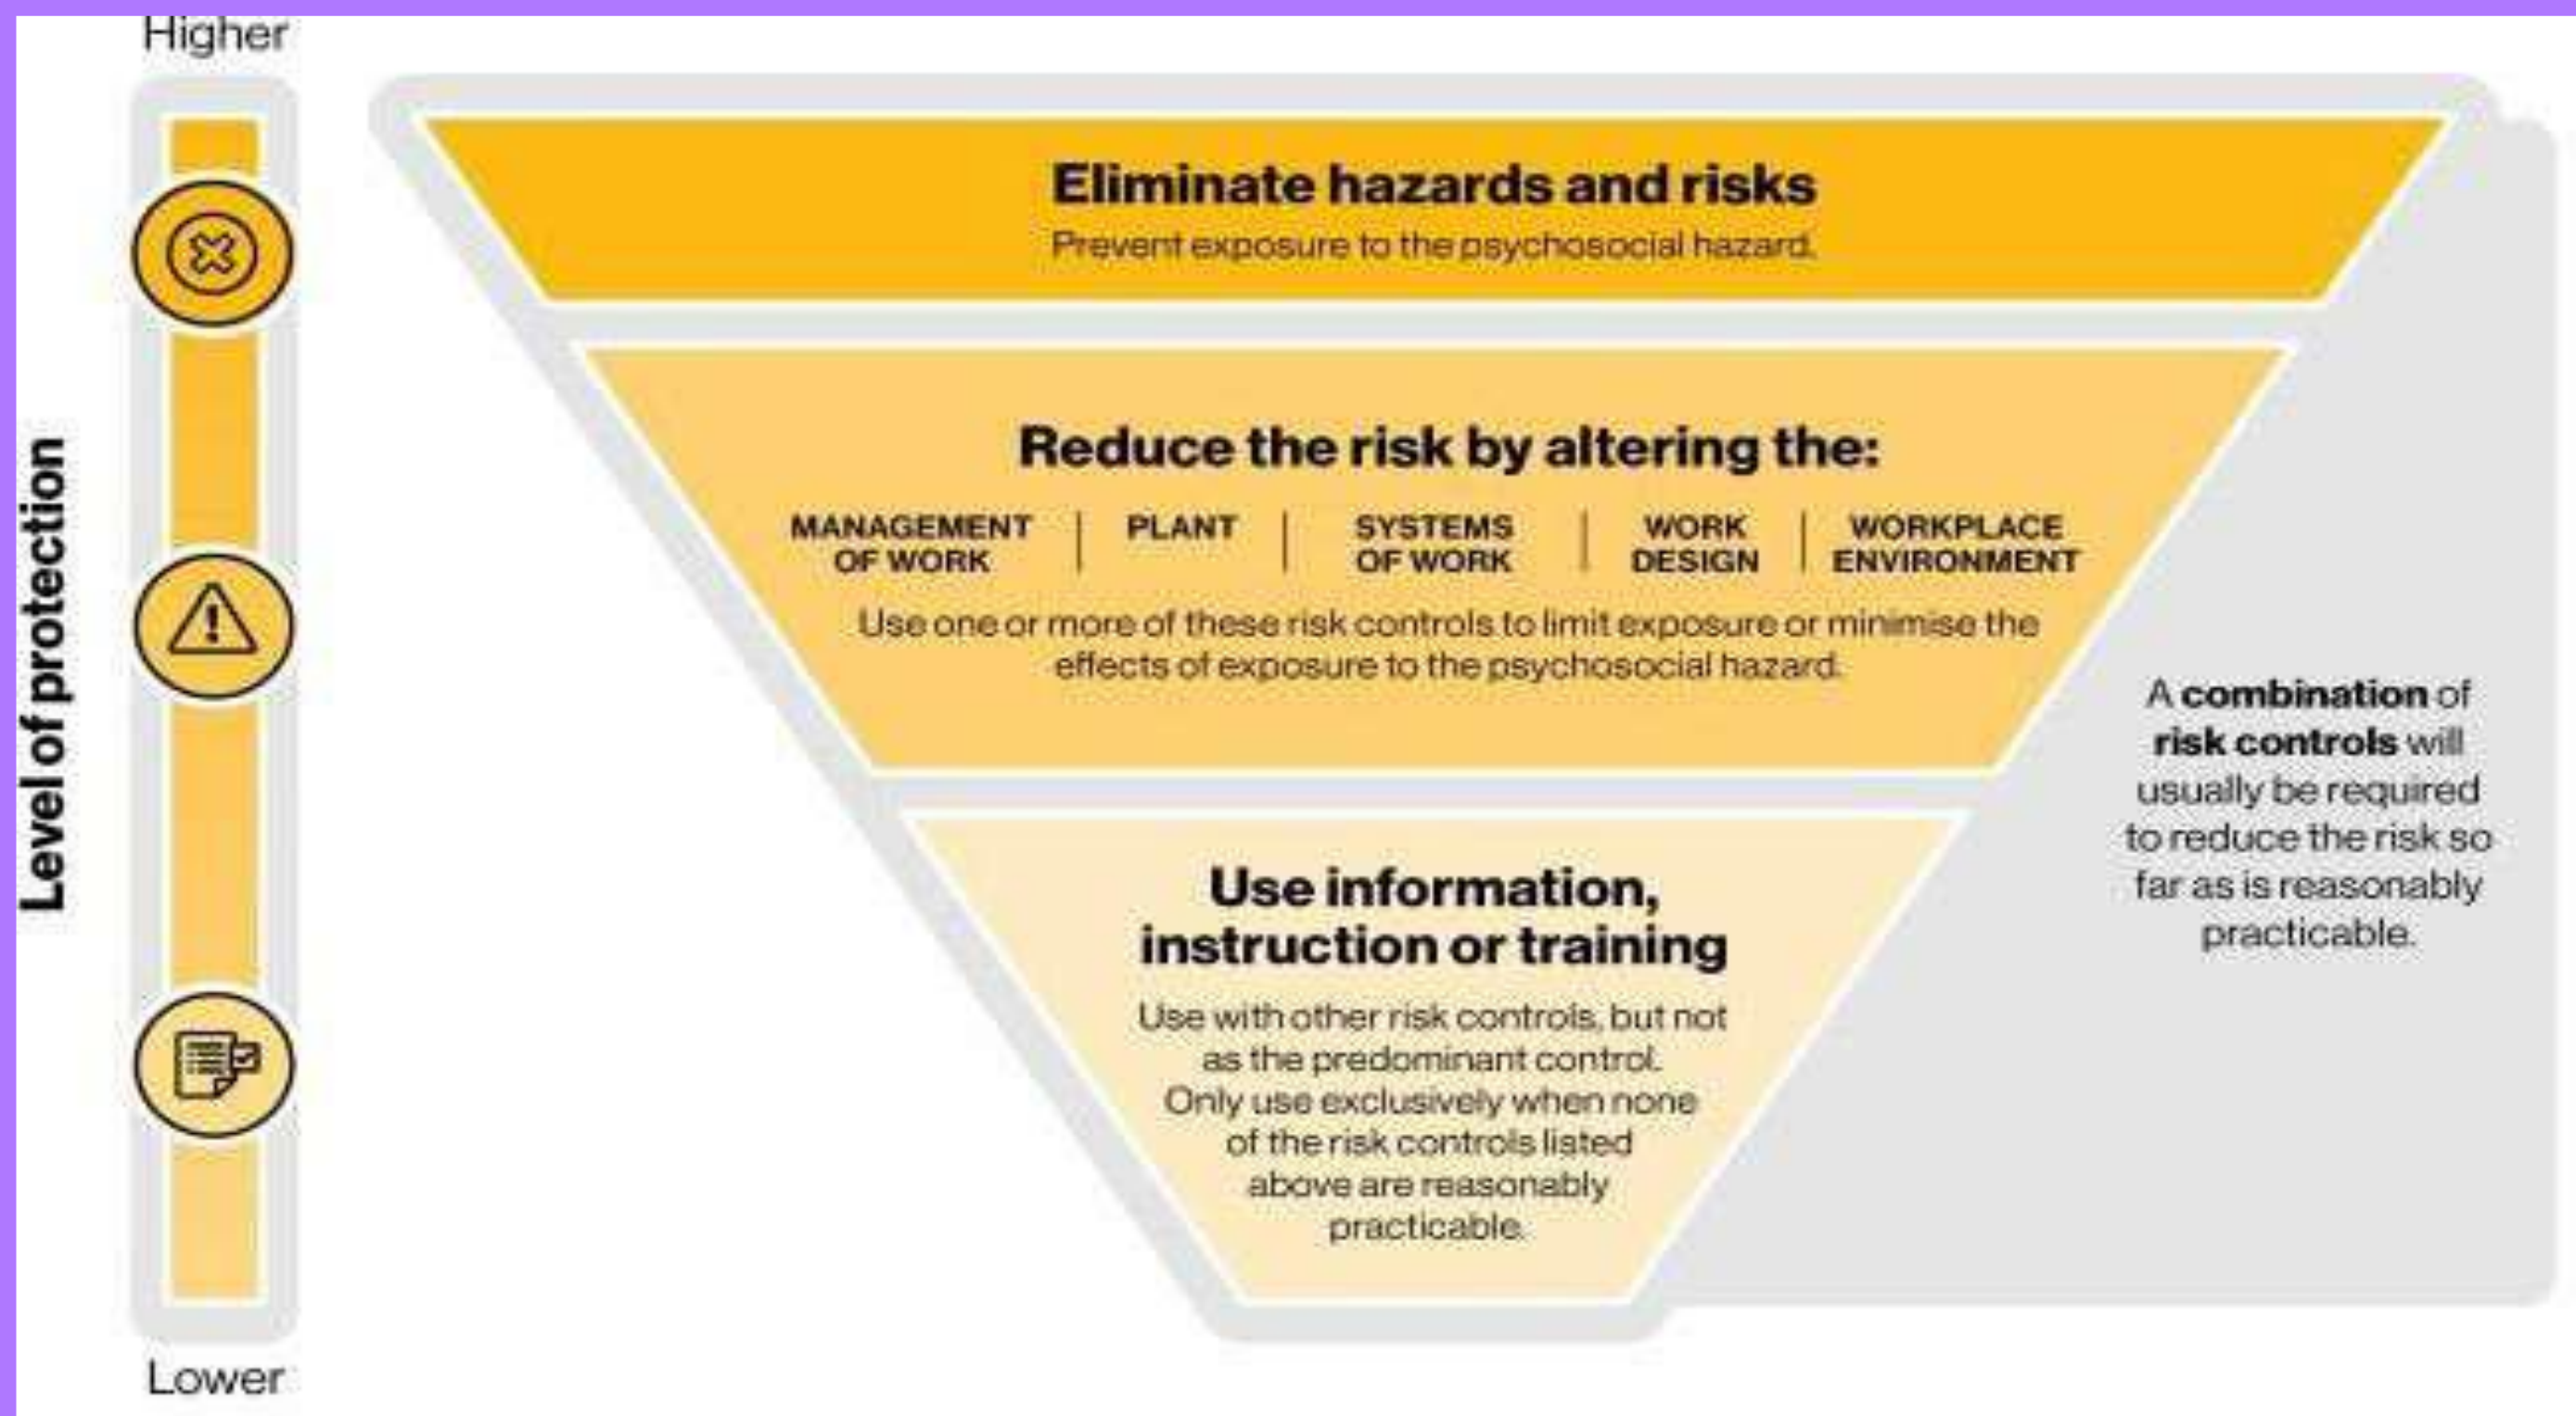 Higher
Level of protection
Lower
Eliminate hazards and risks
Prevent exposure to the psychosocial hazard.
Reduce the risk by altering the:
MANAGEMENT OF WORK
PLANT
SYSTEMS OF WORK
WORK DESIGN
WORKPLACE ENVIRONMENT
Use one or more of these risk controls to limit exposure or minimise the
effects of exposure to the psychosocial hazard.
Use information,
instruction or training
Use with other risk controls, but not
as the predominant control.
Only use exclusively when none
of the risk controls listed
above are reasonably
practicable.
A combination of
risk controls will
usually be required
to reduce the risk so
far as is reasonably
practicable.